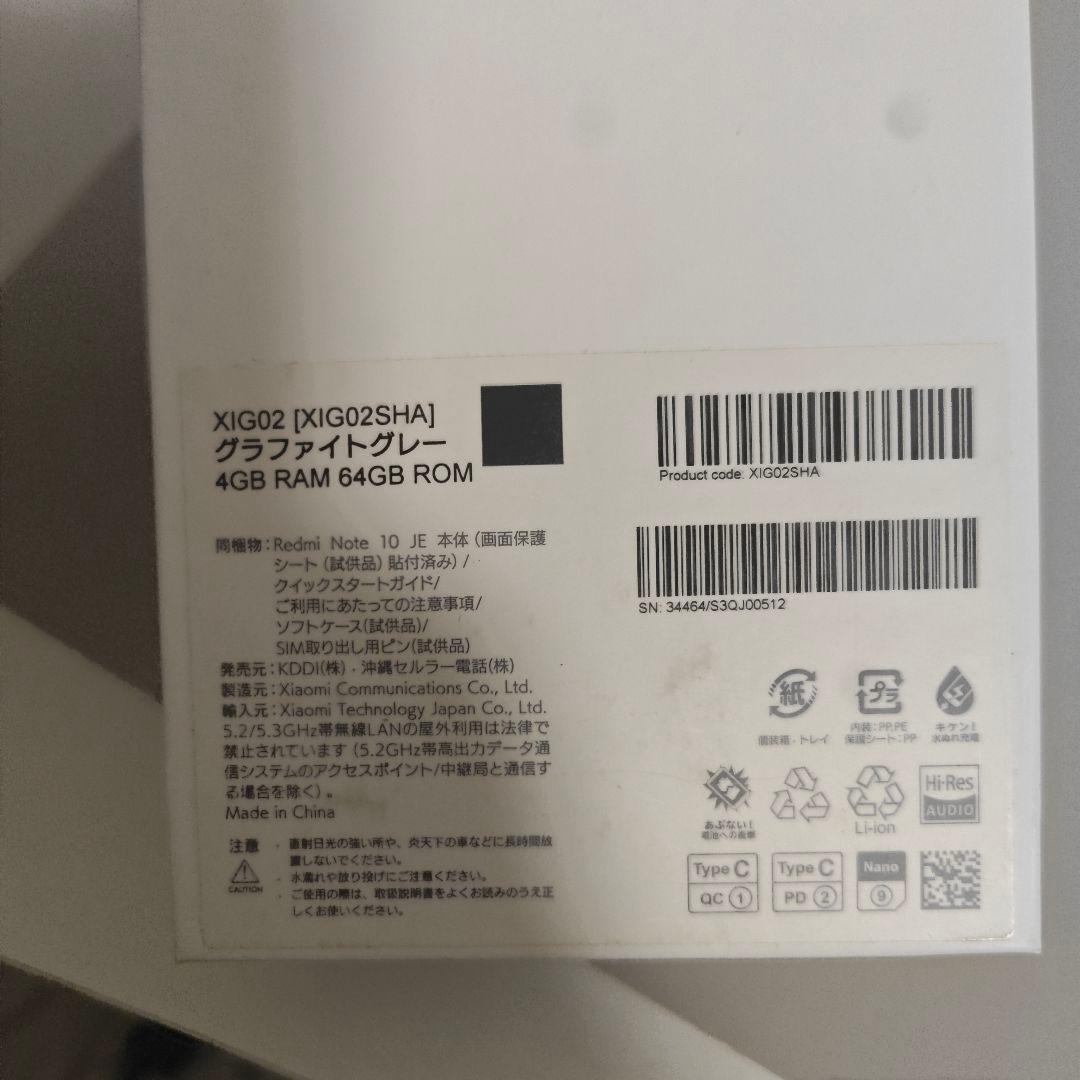 XIG02 [XIG02SHA]
グラファイトグレー
4GB RAM 64GB ROM
Product code: XIG02SHA
SN: 34464/S3QJ00512
同梱物:Redmi Note 10 JE 本体(画面保護
シート(試供品)貼付済み)/
クイックスタートガイド/
ご利用にあたっての注意事項/
ソフトケース(試供品)/
SIM取り出し用ピン(試供品)
発売元:KDDI(株)・沖縄セルラー電話(株)
製造元:Xiaomi Communications Co., Ltd.
輸入元:Xiaomi Technology Japan Co., Ltd.
5.2/5.3GHz帯無線LANの屋外利用は法律で
禁止されています(5.2GHz帯高出力データ通
信システムのアクセスポイント/中継局と通信す
る場合を除く)。
Made in China
注意
CAUTION
・直射日光の強い所や、炎天下の車などに長時間放
置しないでください。
・水濡れや放り投げにご注意ください。
・ご使用の際は、取扱説明書をよくお読みのうえ正
しくお使いください。
紙
個装箱・トレイ
プラ
内装:PP,PE
保護シート:PP
キケン!
水ぬれ充電
あぶない!
電池への衝撃
Li-ion
Hi-Res
AUDIO
Type C
QC 1
Type C
PD 2
Nano
9